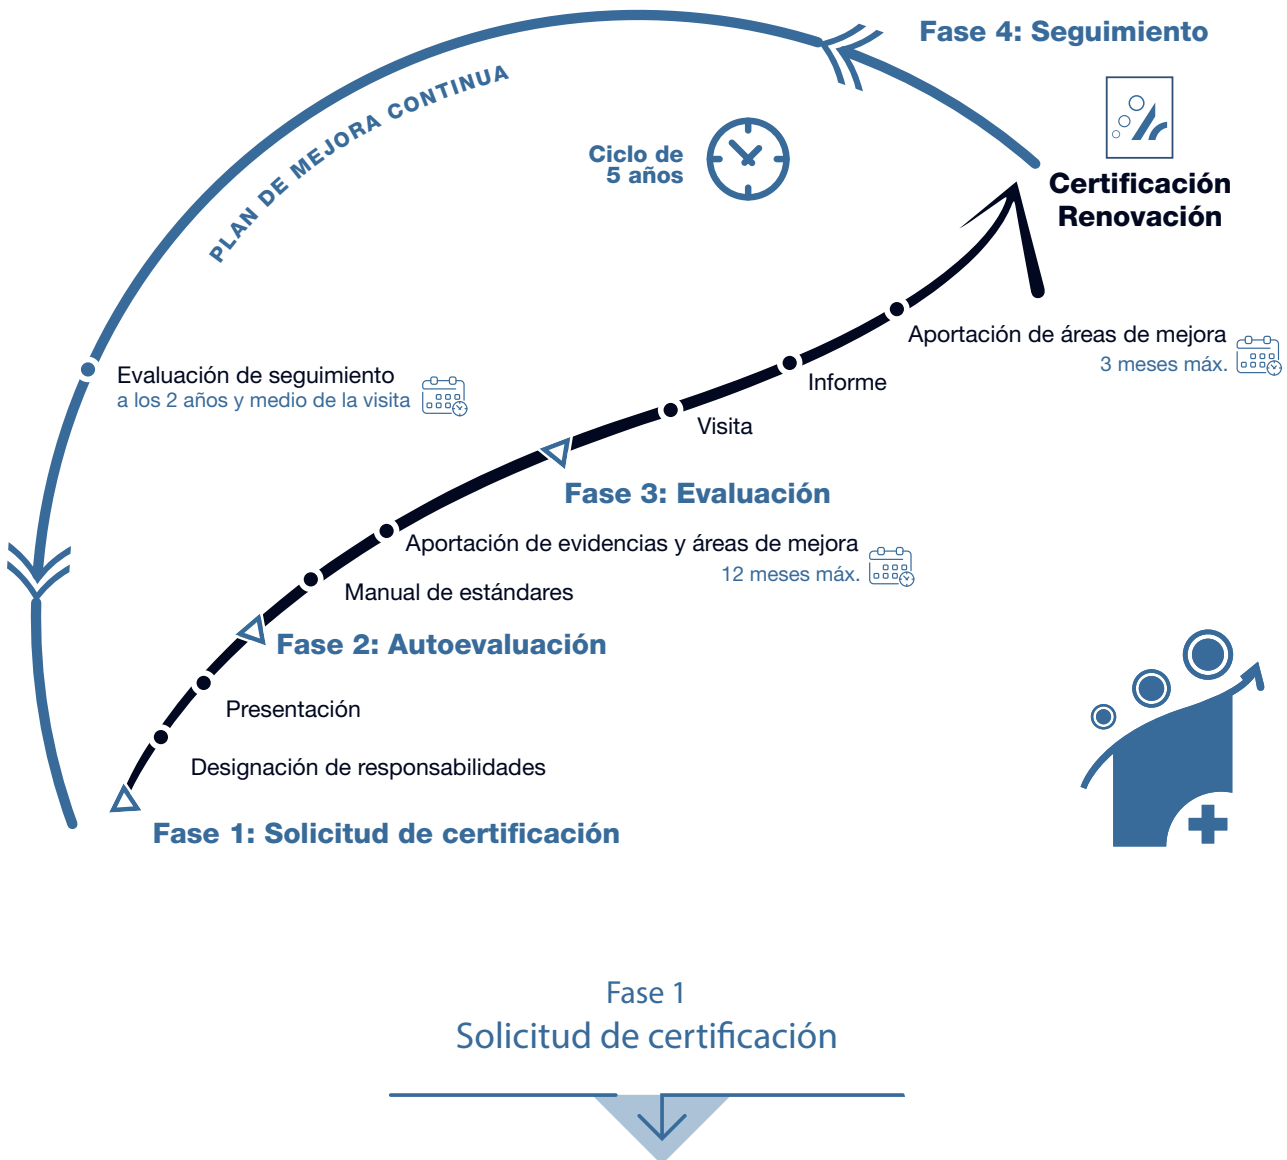 Fase 4: Seguimiento
PLAN DE MEJORA CONTINUA
Ciclo de
5 años
Certificación
Renovación
Aportación de áreas de mejora
3 meses máx.
Evaluación de seguimiento
a los 2 años y medio de la visita
Informe
Visita
Fase 3: Evaluación
Aportación de evidencias y áreas de mejora
12 meses máx.
Manual de estándares
Fase 2: Autoevaluación
Presentación
Designación de responsabilidades
Fase 1: Solicitud de certificación
Fase 1
Solicitud de certificación